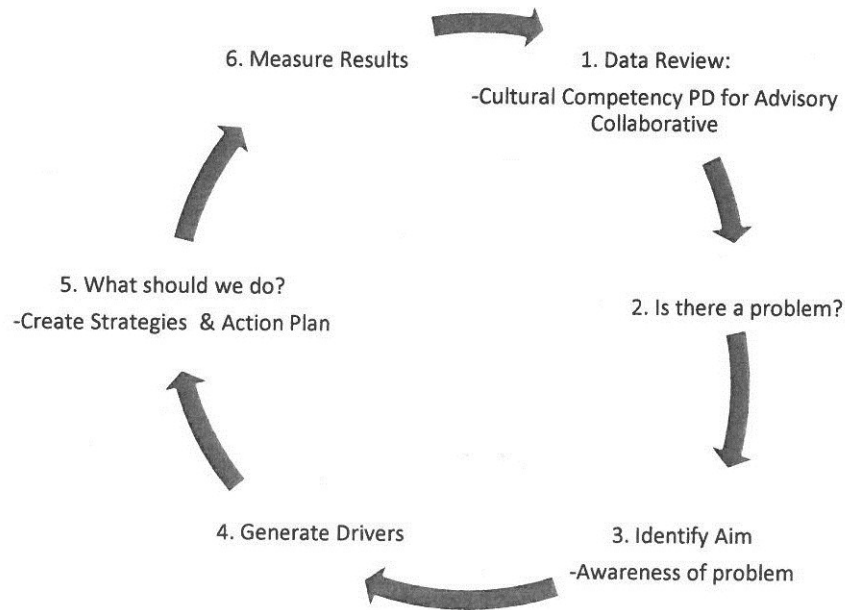 1. Data Review:
-Cultural Competency PD for Advisory
Collaborative
2. Is there a problem?
3. Identify Aim
-Awareness of problem
4. Generate Drivers
5. What should we do?
-Create Strategies & Action Plan
6. Measure Results